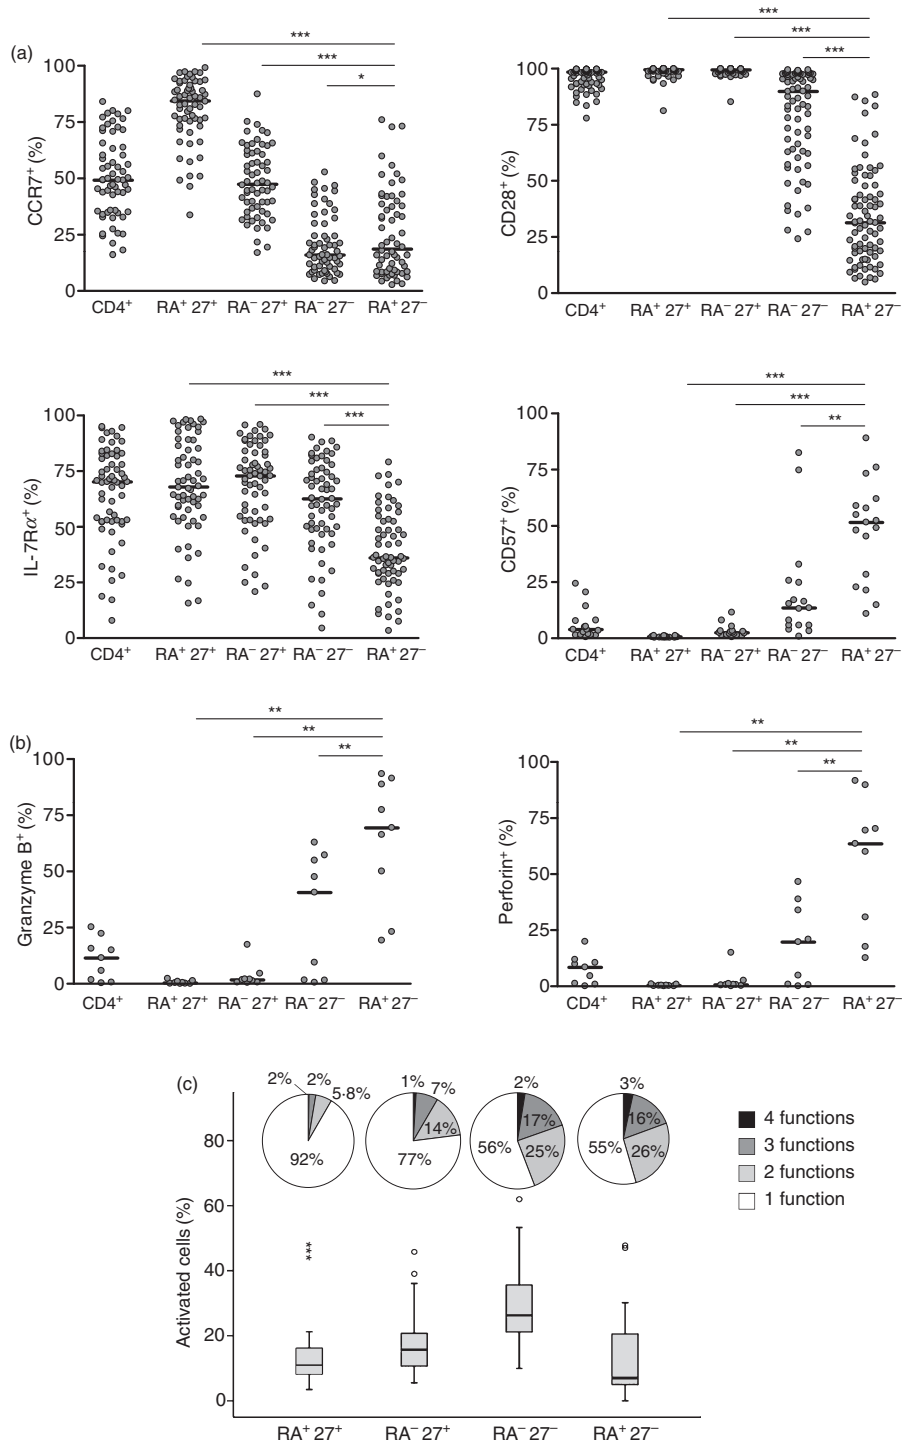 (a)
***
***
*
100
75
50
25
0
CCR7⁺ (%)
CD4⁺ RA⁺ 27⁺ RA⁻ 27⁺ RA⁻ 27⁻ RA⁺ 27⁻
***
***
***
100
75
50
25
0
CD28⁺ (%)
CD4⁺ RA⁺ 27⁺ RA⁻ 27⁺ RA⁻ 27⁻ RA⁺ 27⁻
***
***
***
100
75
50
25
0
IL-7Rα⁺ (%)
CD4⁺ RA⁺ 27⁺ RA⁻ 27⁺ RA⁻ 27⁻ RA⁺ 27⁻
***
***
**
100
75
50
25
0
CD57⁺ (%)
CD4⁺ RA⁺ 27⁺ RA⁻ 27⁺ RA⁻ 27⁻ RA⁺ 27⁻
(b)
**
**
**
100
75
50
25
0
Granzyme B⁺ (%)
CD4⁺ RA⁺ 27⁺ RA⁻ 27⁺ RA⁻ 27⁻ RA⁺ 27⁻
**
**
**
100
75
50
25
0
Perforin⁺ (%)
CD4⁺ RA⁺ 27⁺ RA⁻ 27⁺ RA⁻ 27⁻ RA⁺ 27⁻
(c)
2% 2% 5·8% 92%
1% 7% 14% 77%
2% 17% 25% 56%
3% 16% 26% 55%
4 functions
3 functions
2 functions
1 function
80
60
40
20
0
Activated cells (%)
***
RA⁺ 27⁺ RA⁻ 27⁺ RA⁻ 27⁻ RA⁺ 27⁻